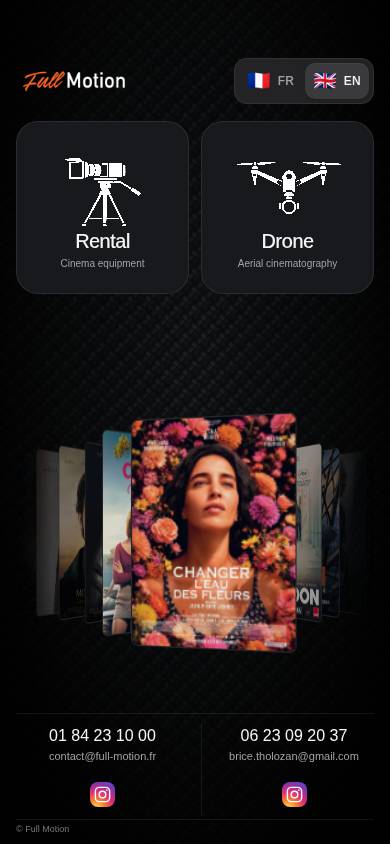 Full Motion
FR
EN
Rental
Cinema equipment
Drone
Aerial cinematography
CHANGER
L'EAU
DES FLEURS
01 84 23 10 00
contact@full-motion.fr
06 23 09 20 37
brice.tholozan@gmail.com
© Full Motion